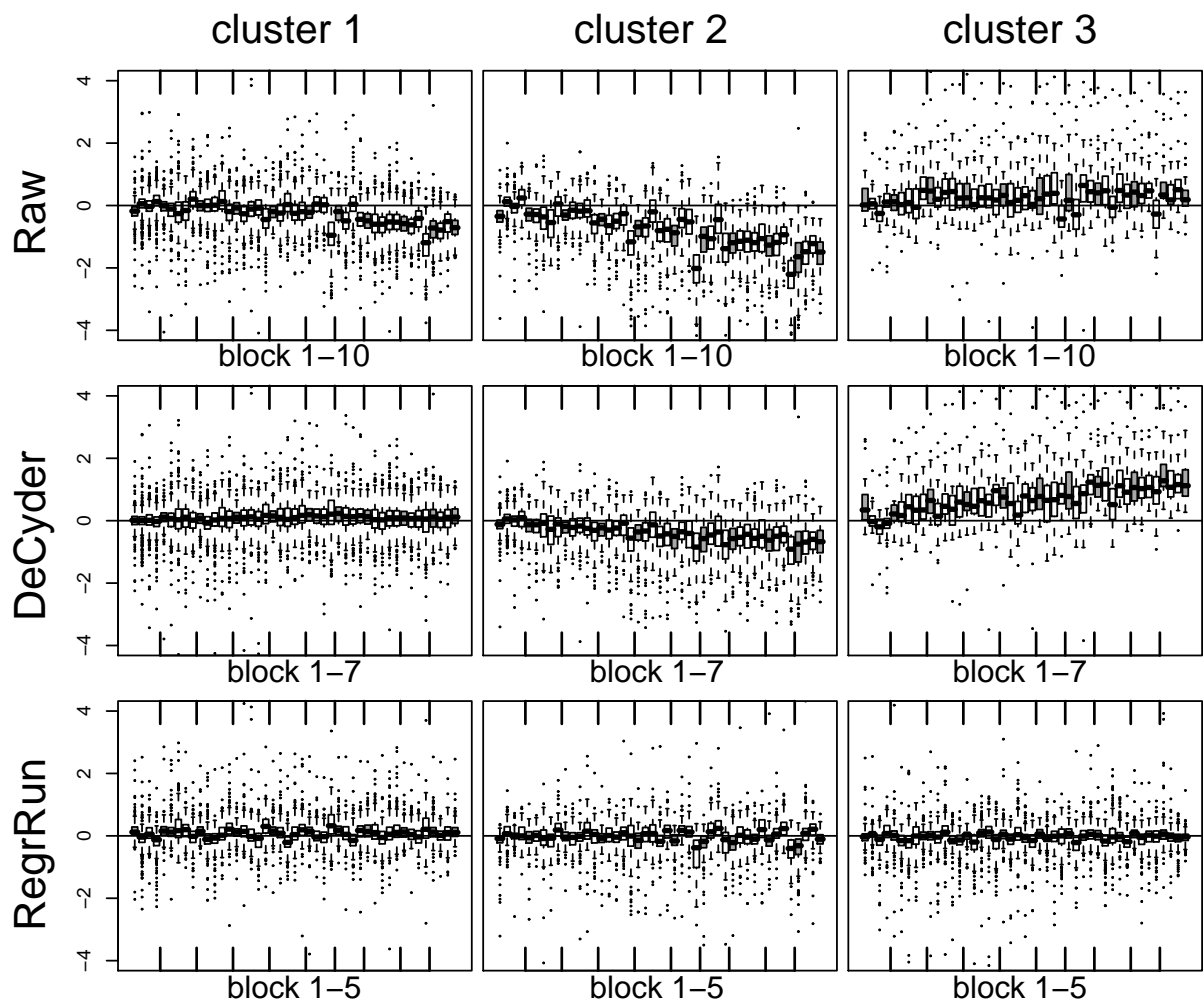 cluster 1 cluster 2 cluster 3
Raw
4
2
0
−2
−4
block 1−10 block 1−10 block 1−10
DeCyder
4
2
0
−2
−4
block 1−7 block 1−7 block 1−7
RegrRun
4
2
0
−2
−4
block 1−5 block 1−5 block 1−5